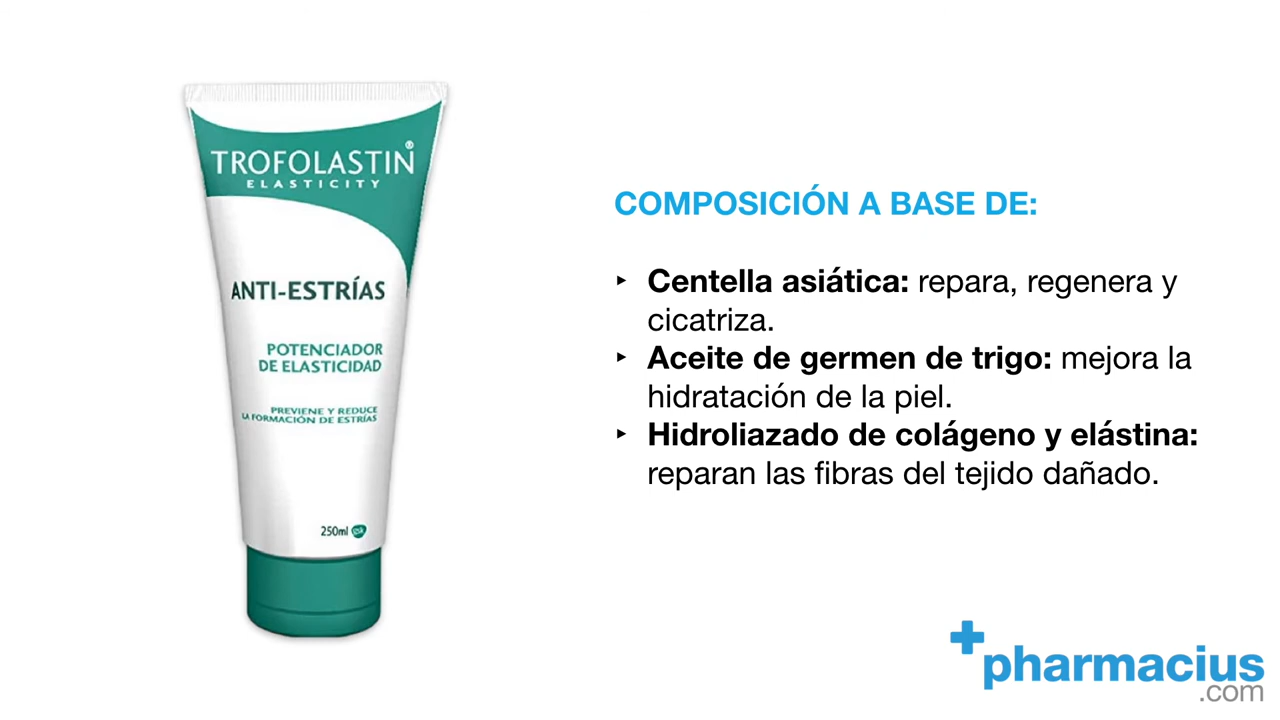 TROFOLASTIN®
ELASTICITY
ANTI-ESTRÍAS
POTENCIADOR
DE ELASTICIDAD
PREVIENE Y REDUCE
LA FORMACIÓN DE ESTRÍAS
250ml gsk
COMPOSICIÓN A BASE DE:
‣ Centella asiática: repara, regenera y
cicatriza.
‣ Aceite de germen de trigo: mejora la
hidratación de la piel.
‣ Hidroliazado de colágeno y elástina:
reparan las fibras del tejido dañado.
pharmacius
.com